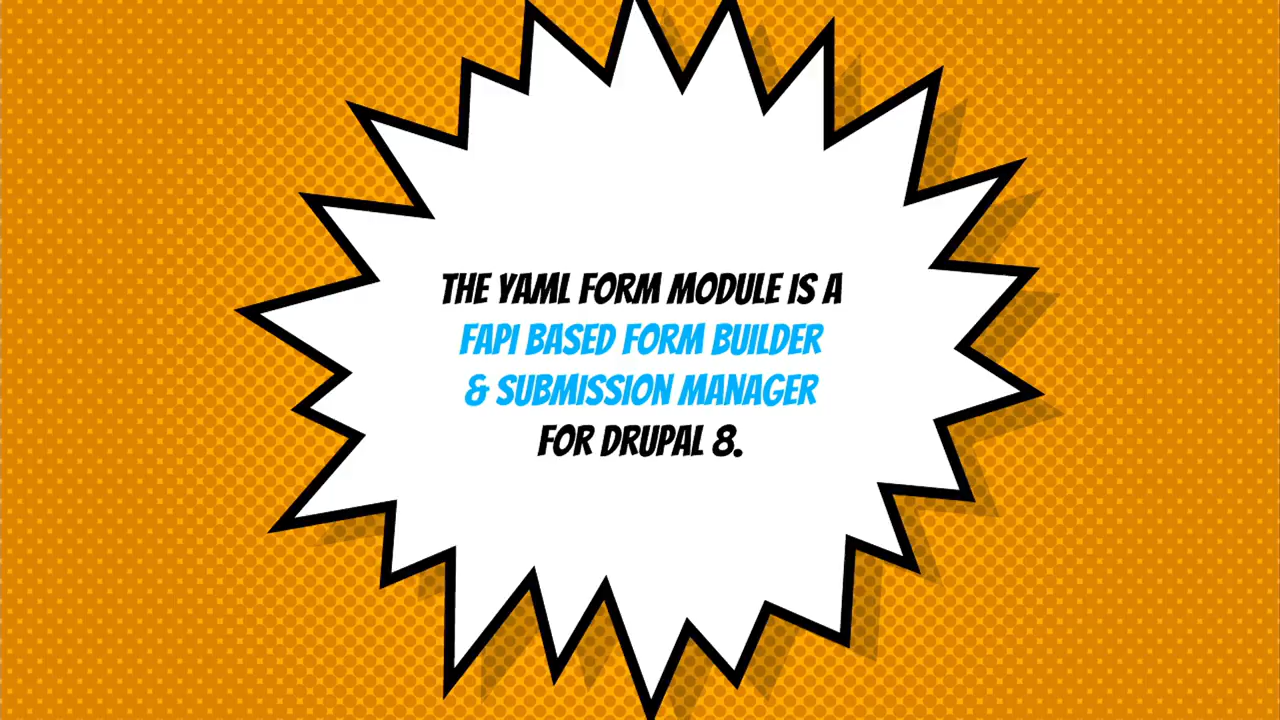 THE YAML FORM MODULE IS A
FAPI BASED FORM BUILDER
& SUBMISSION MANAGER
FOR DRUPAL 8.